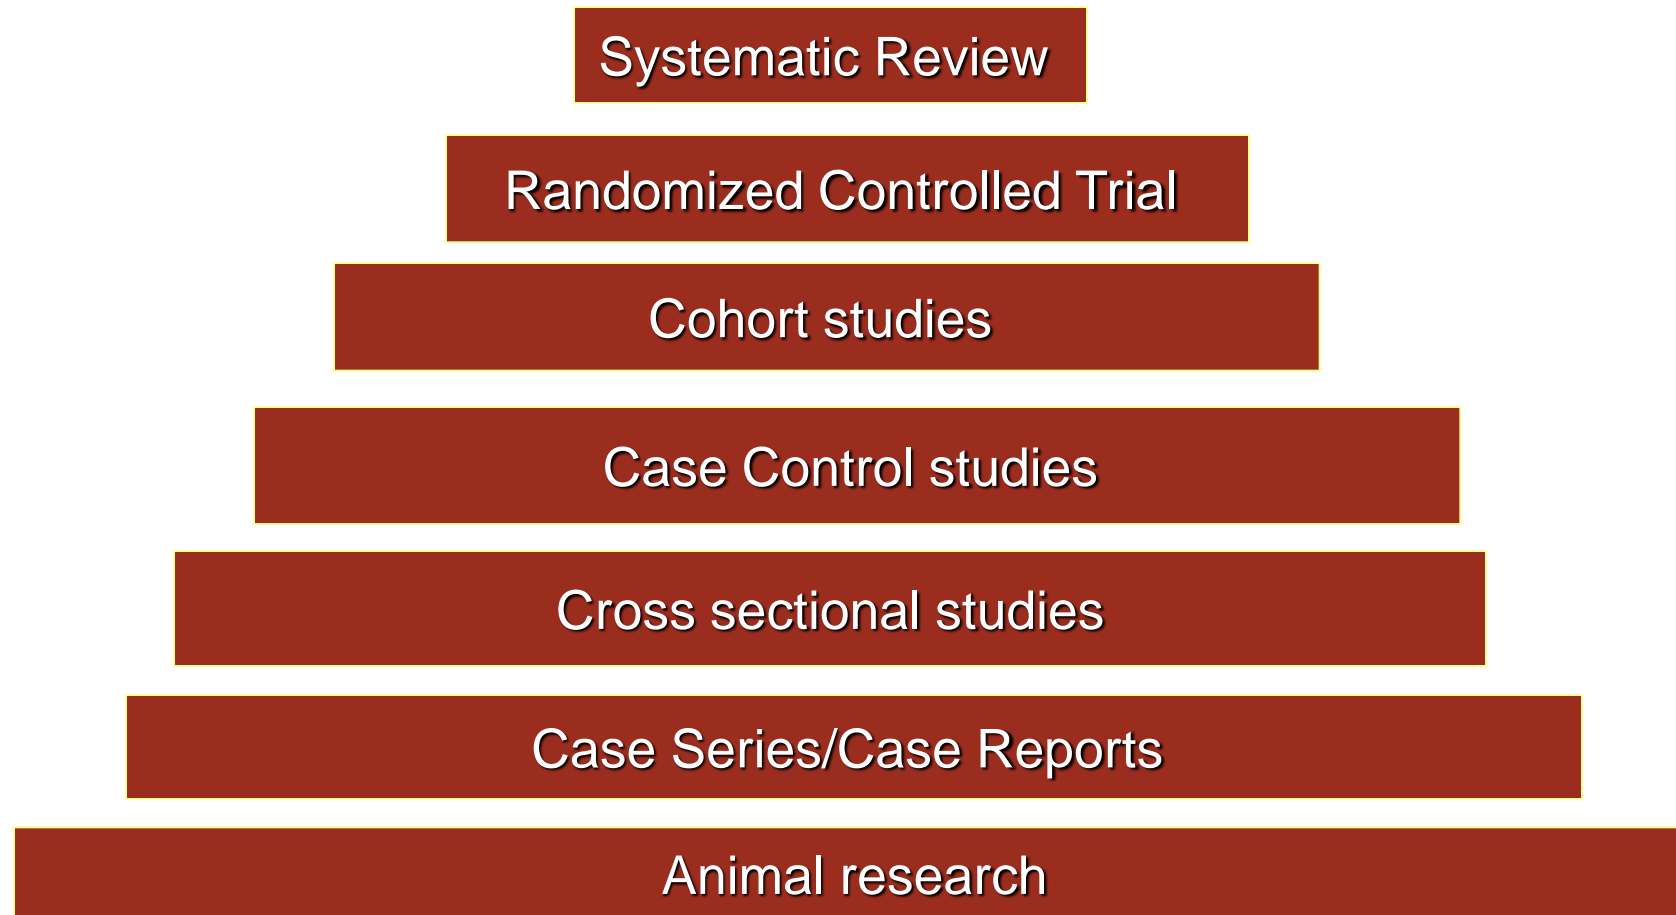 Systematic Review
Randomized Controlled Trial
Cohort studies
Case Control studies
Cross sectional studies
Case Series/Case Reports
Animal research